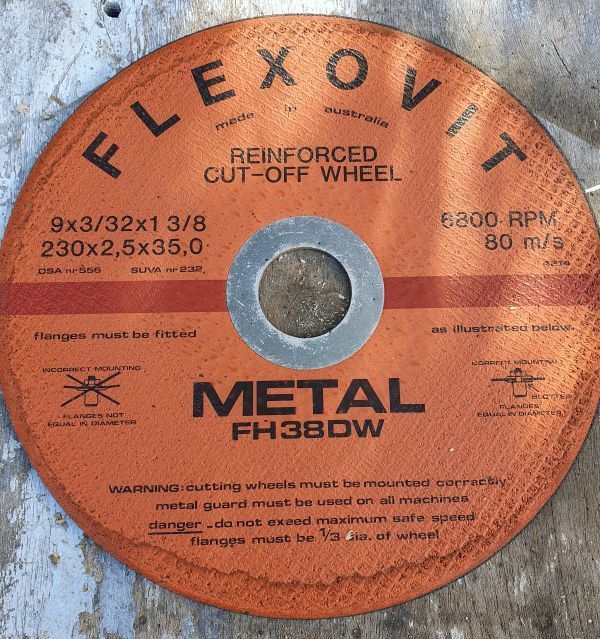 FLEXOVIT
made in australia
REINFORCED
CUT-OFF WHEEL
9x3/32x1 3/8
230x2,5x35,0
DSA nr 556 SUVA nr 232
6800 RPM
80 m/s
flanges must be fitted
as illustrated below.
INCORRECT MOUNTING
FLANGES NOT
EQUAL IN DIAMETER
CORRECT MOUNTING
BLOTTER
FLANGES
EQUAL IN DIAMETER
METAL
FH38DW
WARNING: cutting wheels must be mounted correctly
metal guard must be used on all machines
danger - do not exeed maximum safe speed
flanges must be 1/3 dia. of wheel